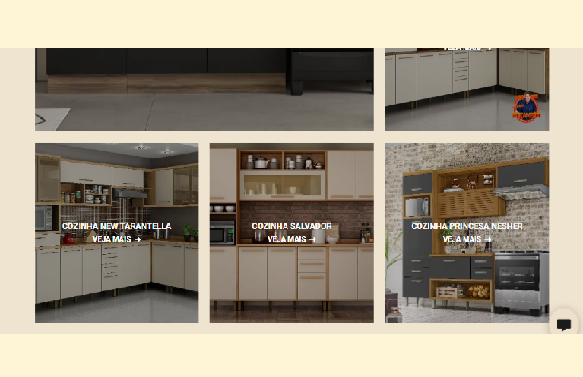 VEJA MAIS →
COZINHA NEW TARANTELLA
VEJA MAIS →
COZINHA SALVADOR
VEJA MAIS →
COZINHA PRINCESA NESHER
VEJA MAIS →